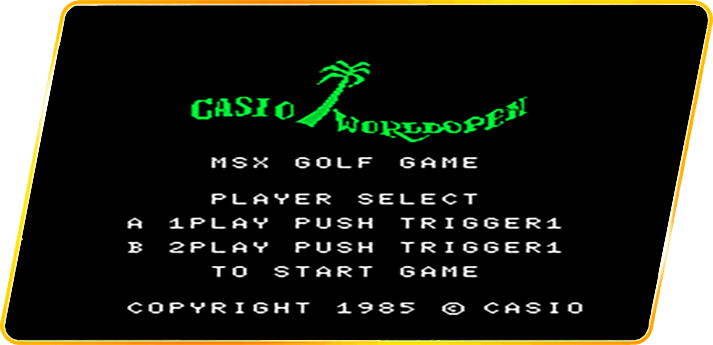 CASIO WORLDOPEN
MSX GOLF GAME
PLAYER SELECT
A 1PLAY PUSH TRIGGER1
B 2PLAY PUSH TRIGGER1
TO START GAME
COPYRIGHT 1985 © CASIO